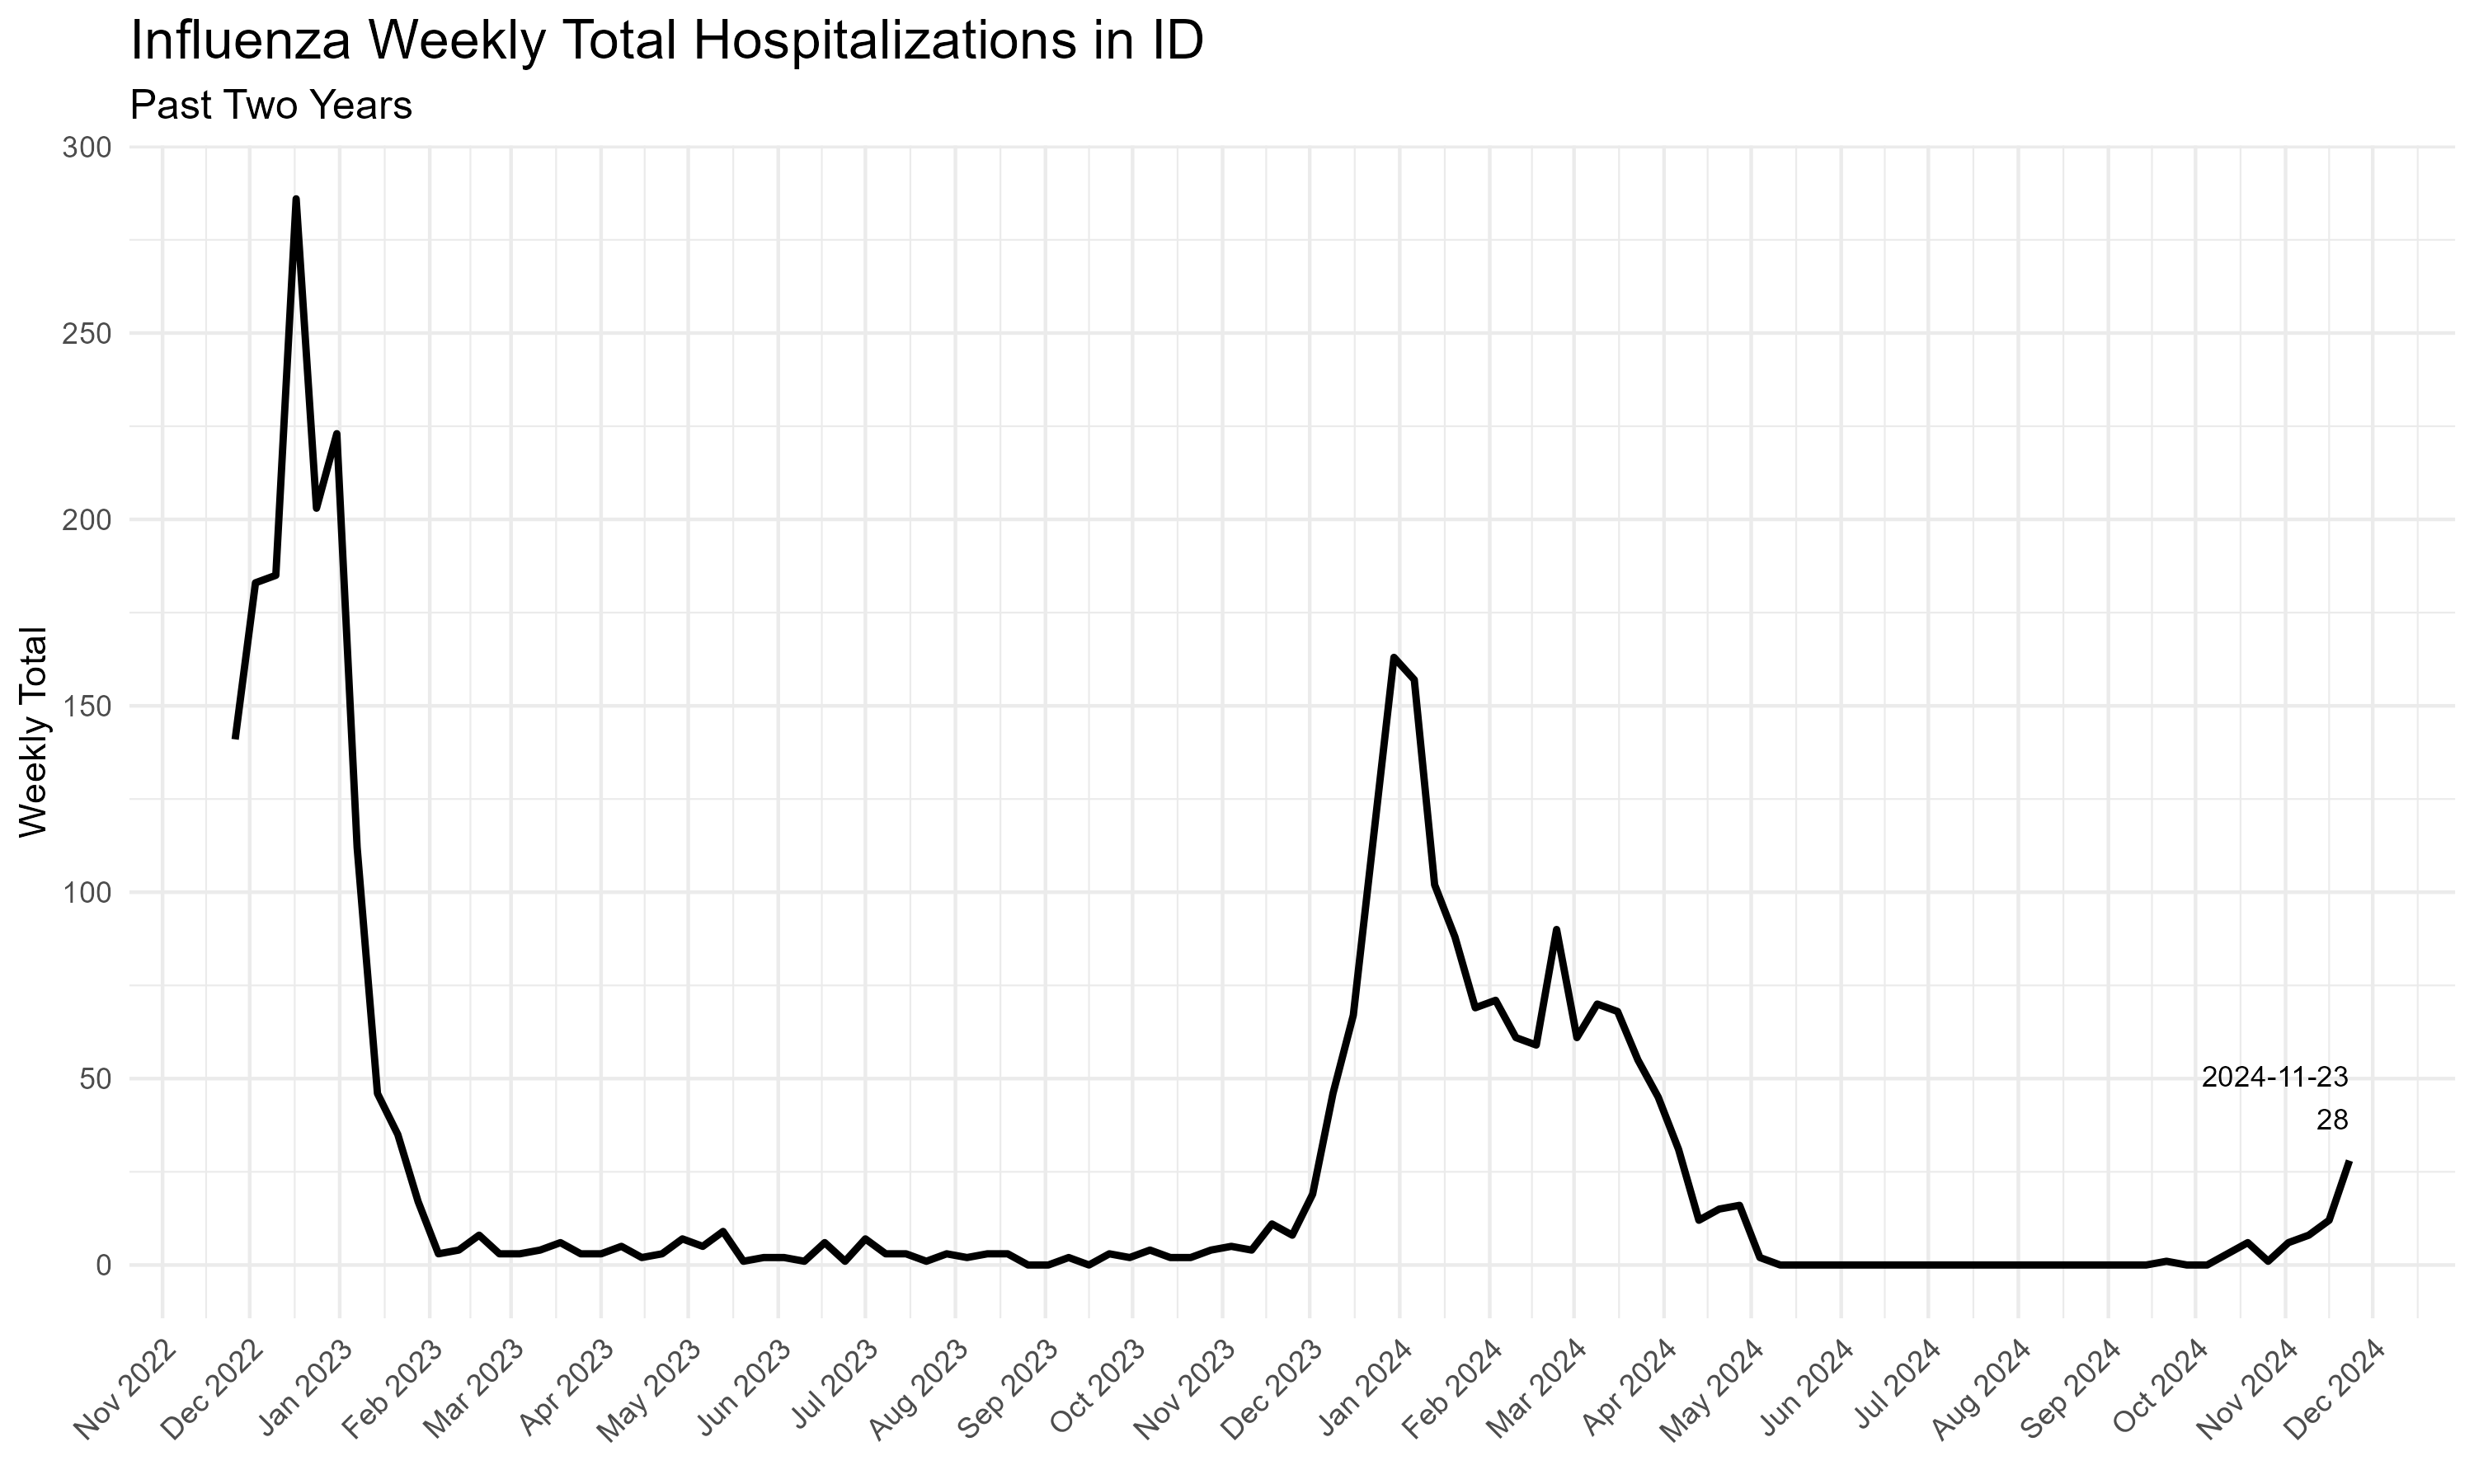 Influenza Weekly Total Hospitalizations in ID
Past Two Years
300
250
200
150
100
50
0
Weekly Total
2024-11-23
28
Nov 2022
Dec 2022
Jan 2023
Feb 2023
Mar 2023
Apr 2023
May 2023
Jun 2023
Jul 2023
Aug 2023
Sep 2023
Oct 2023
Nov 2023
Dec 2023
Jan 2024
Feb 2024
Mar 2024
Apr 2024
May 2024
Jun 2024
Jul 2024
Aug 2024
Sep 2024
Oct 2024
Nov 2024
Dec 2024